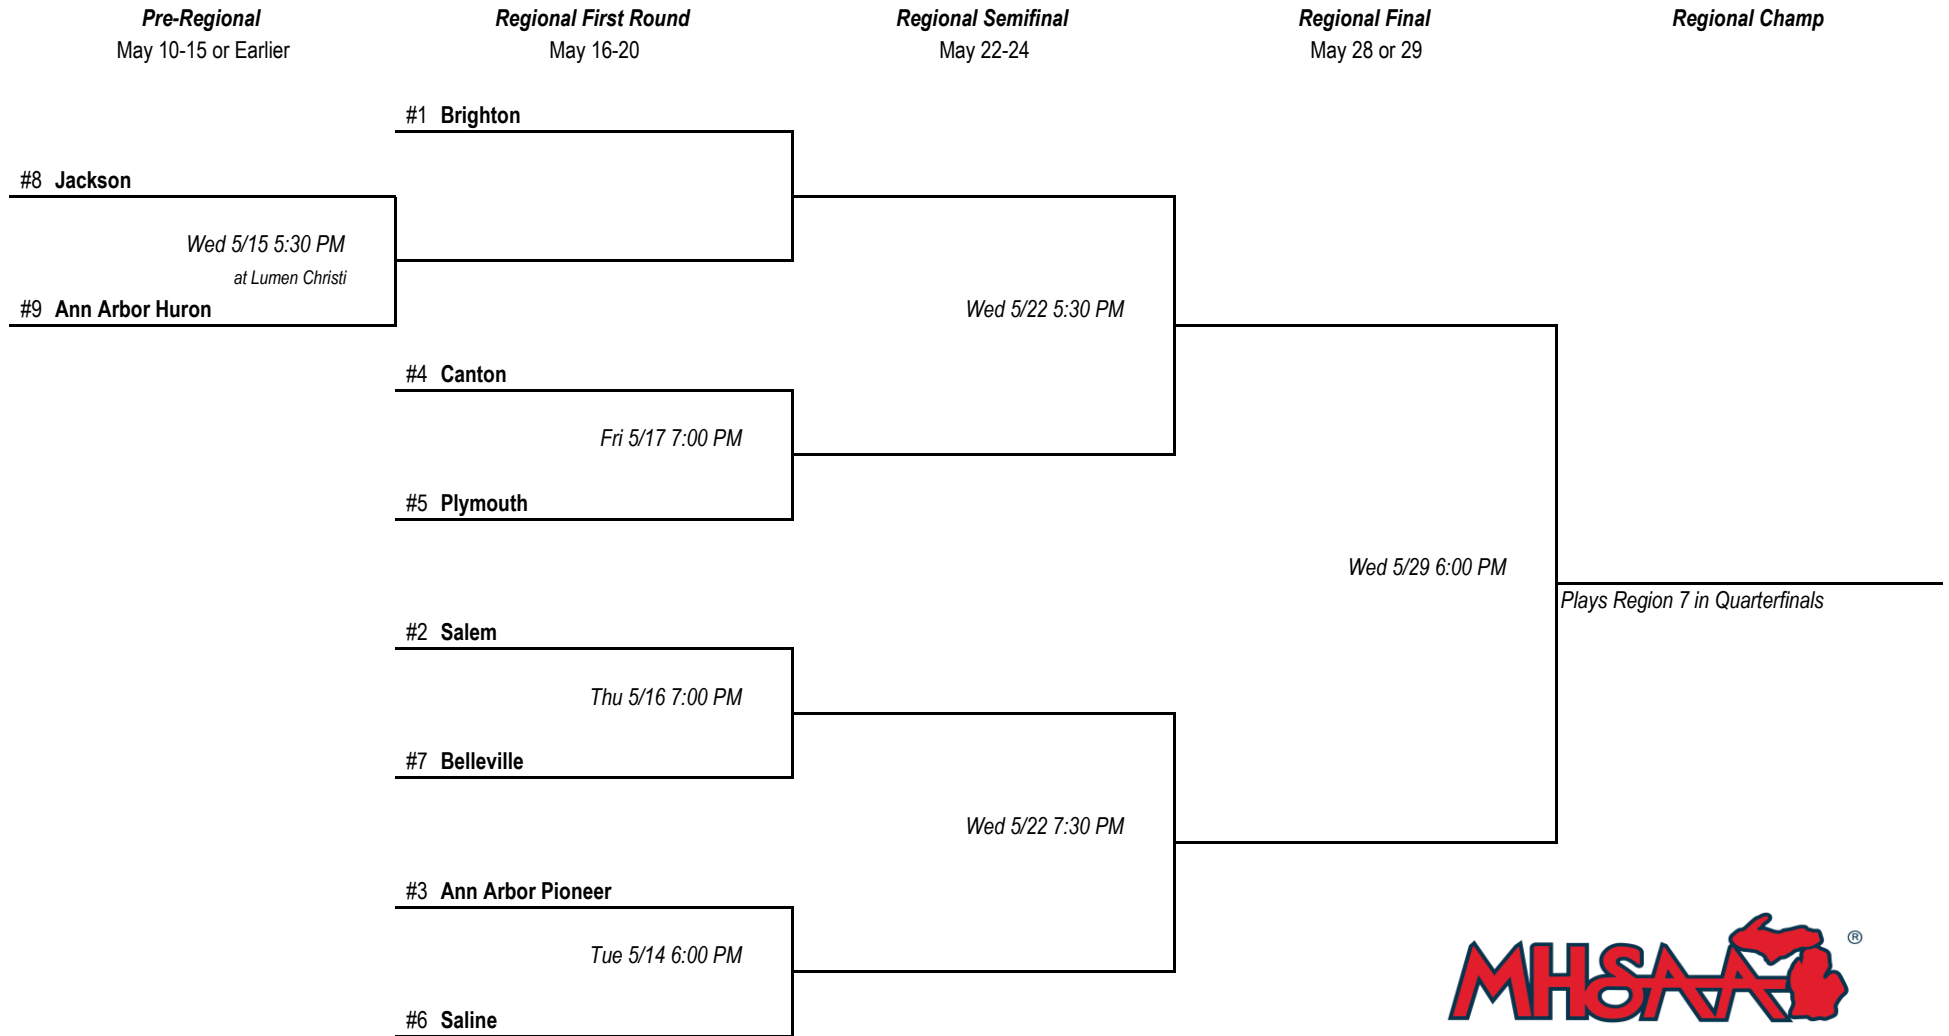 Pre-Regional
May 10-15 or Earlier
Regional First Round
May 16-20
Regional Semifinal
May 22-24
Regional Final
May 28 or 29
Regional Champ
#1 Brighton
#8 Jackson
Wed 5/15 5:30 PM
at Lumen Christi
#9 Ann Arbor Huron
Wed 5/22 5:30 PM
#4 Canton
Fri 5/17 7:00 PM
#5 Plymouth
Wed 5/29 6:00 PM
Plays Region 7 in Quarterfinals
#2 Salem
Thu 5/16 7:00 PM
#7 Belleville
Wed 5/22 7:30 PM
#3 Ann Arbor Pioneer
Tue 5/14 6:00 PM
#6 Saline
MHSAA ®